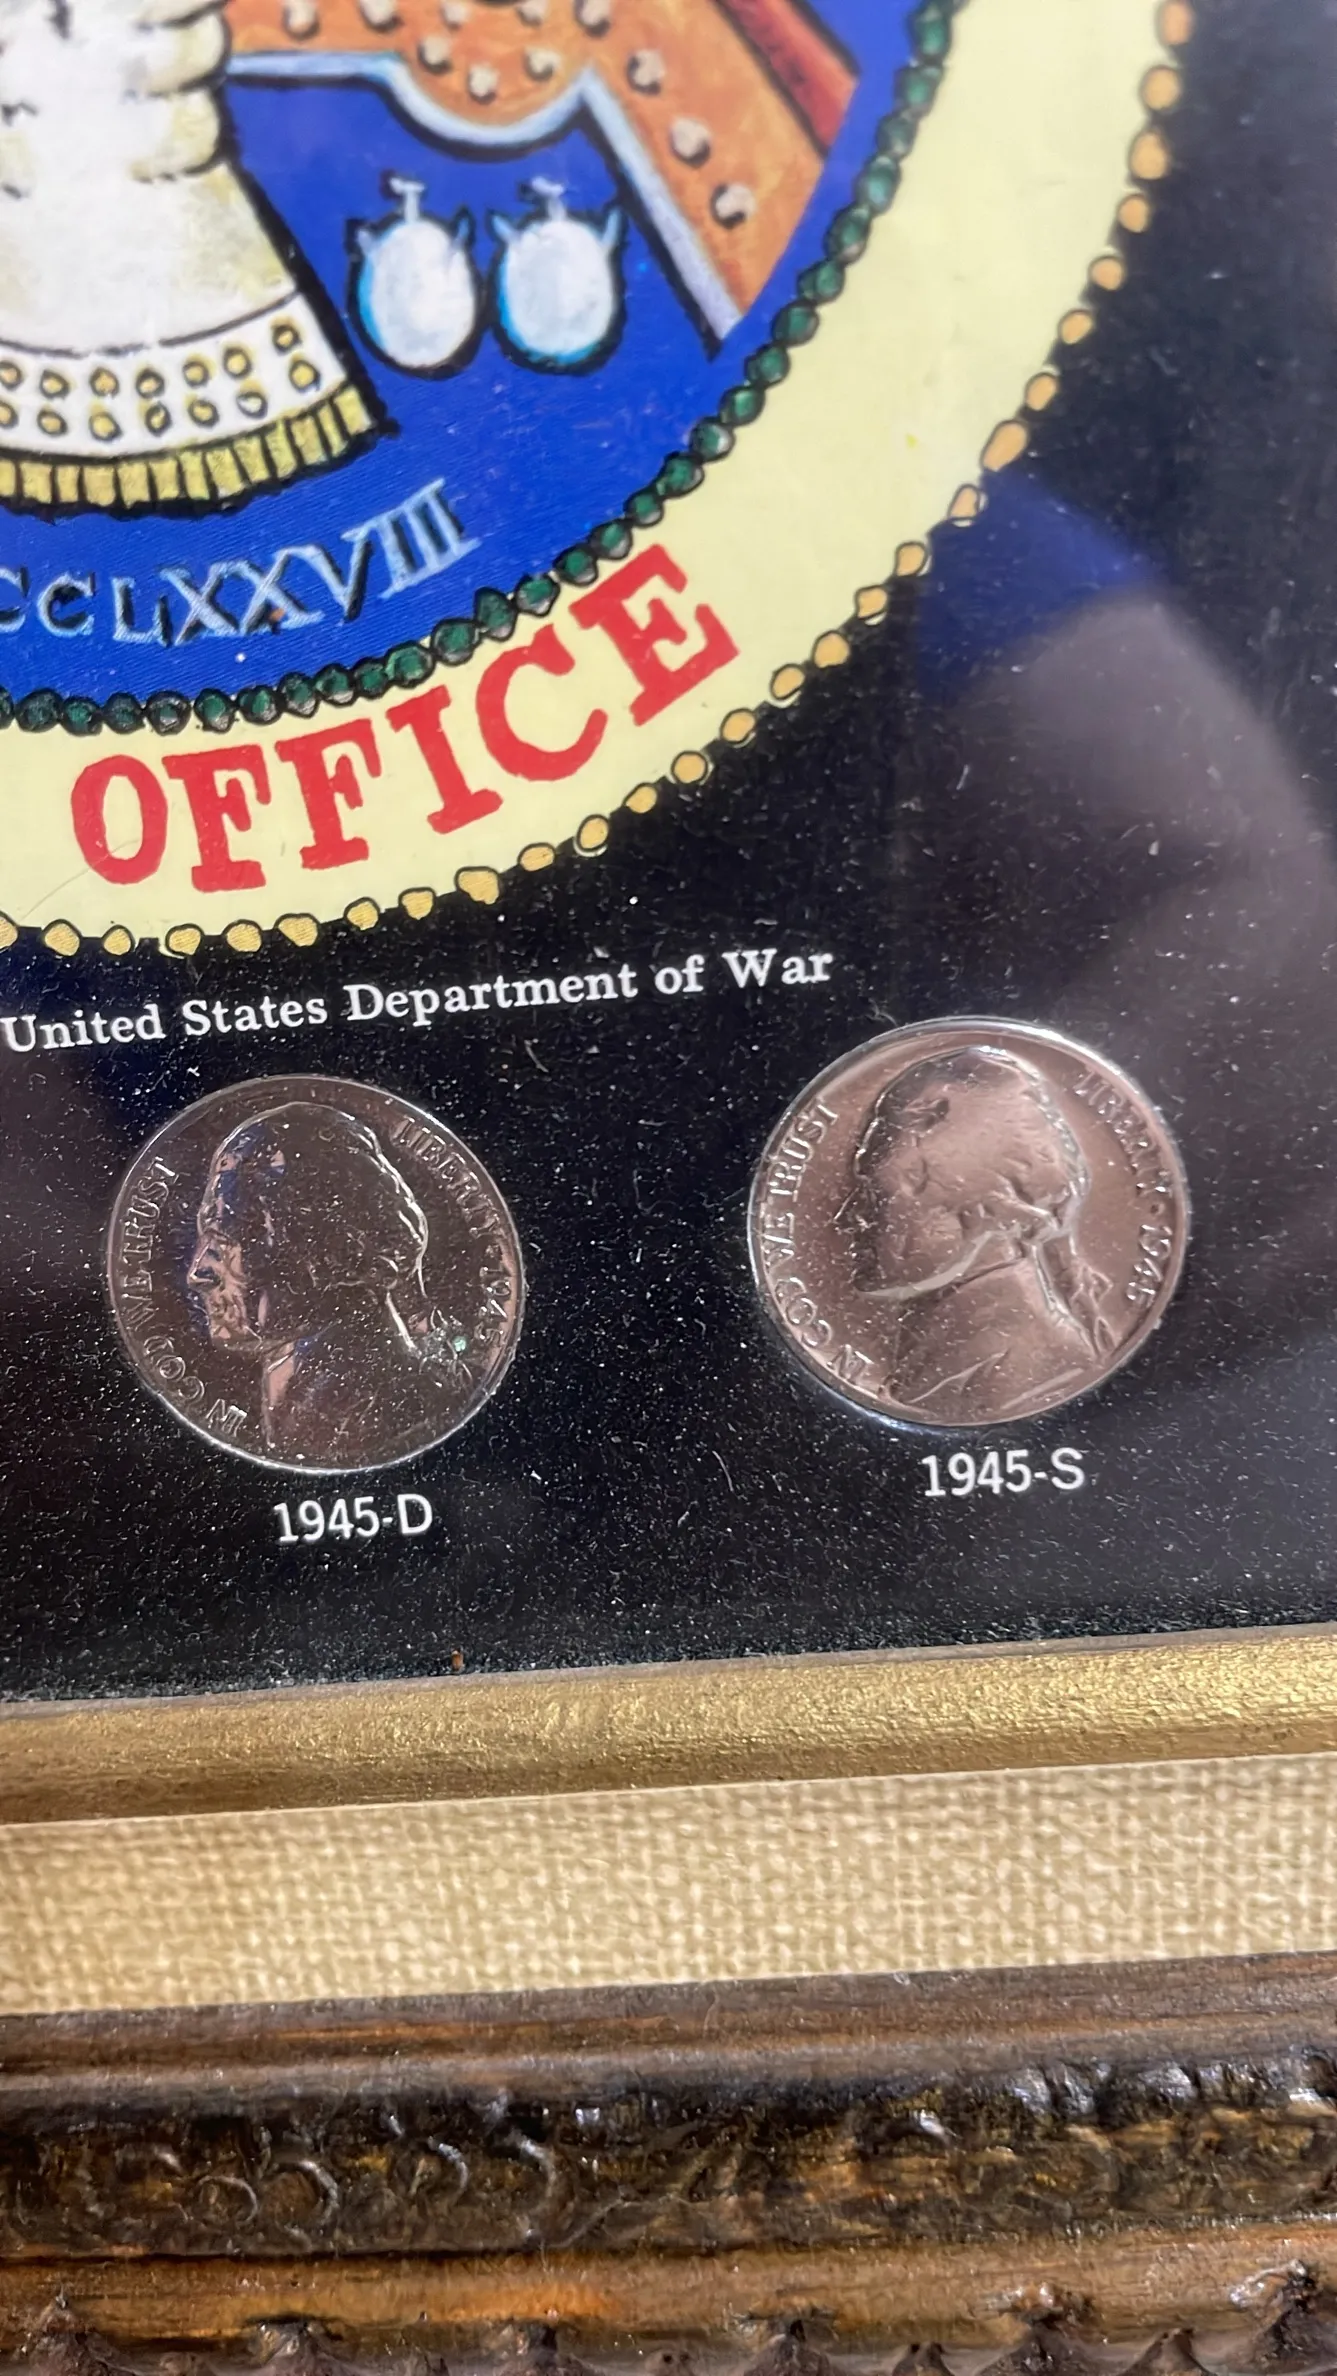 CCLXXVIII
OFFICE
United States Department of War
IN GOD WE TRUST
LIBERTY · 1945
IN GOD WE TRUST
LIBERTY · 1945
1945-D
1945-S